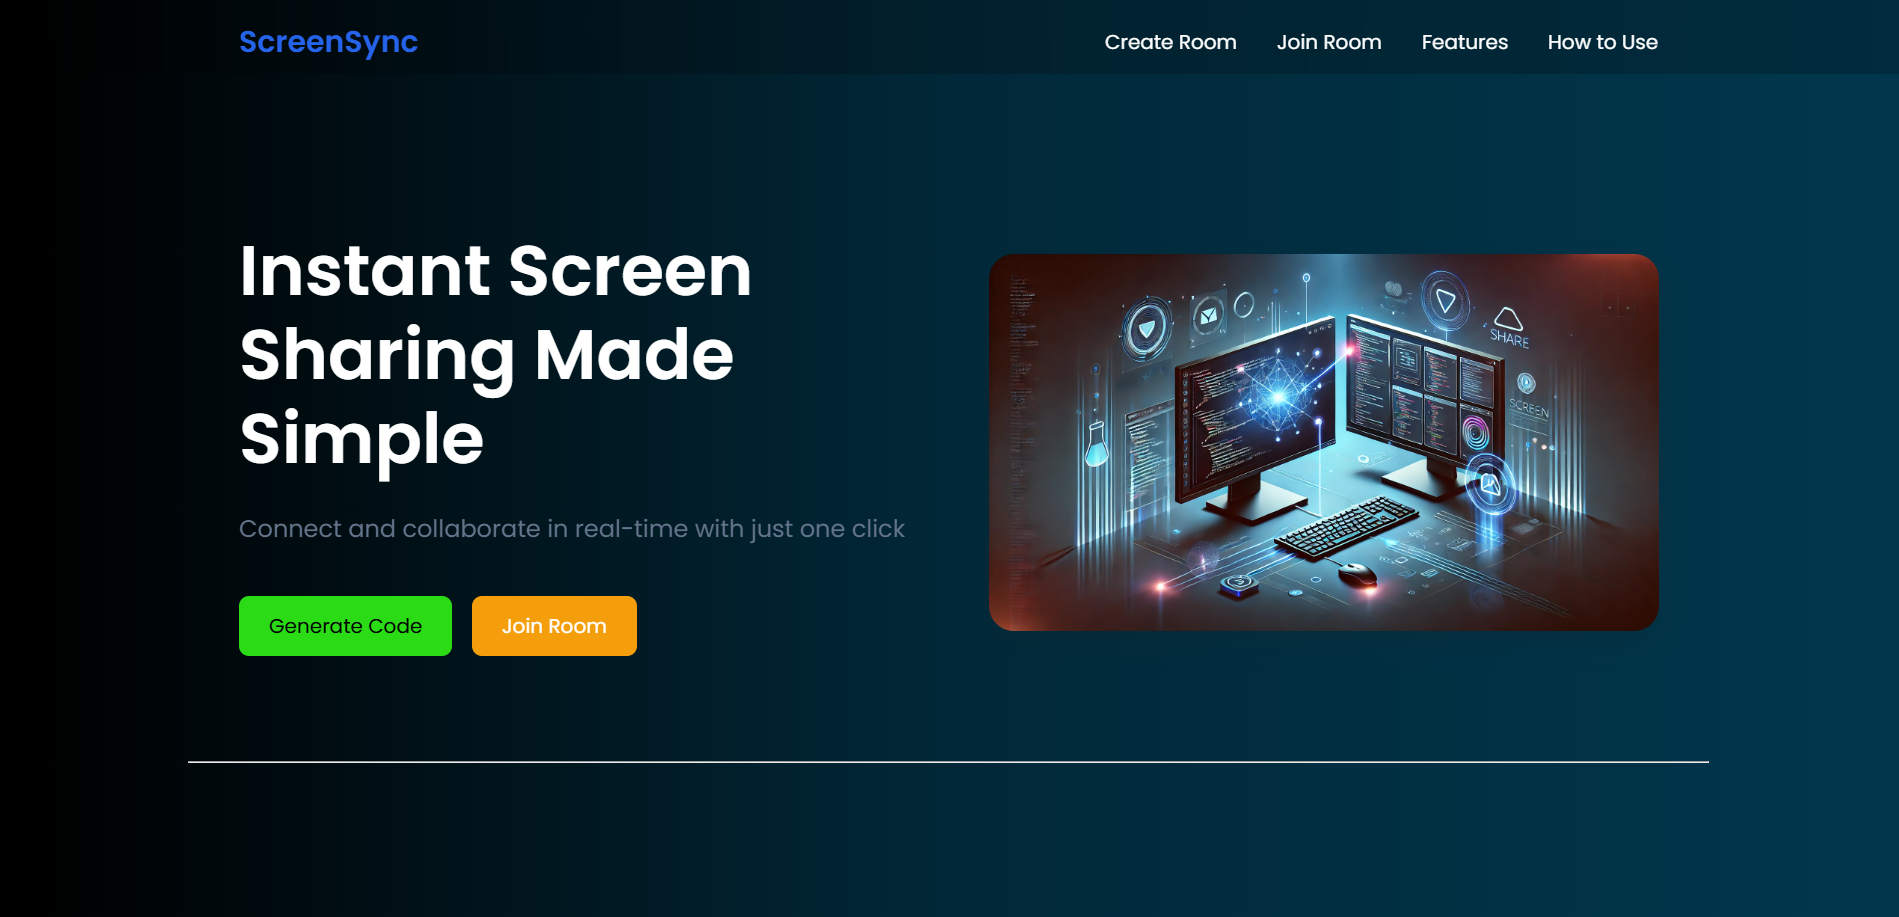 ScreenSync
Create Room
Join Room
Features
How to Use
Instant Screen
Sharing Made
Simple
Connect and collaborate in real-time with just one click
Generate Code
Join Room
SHARE
SCREEN